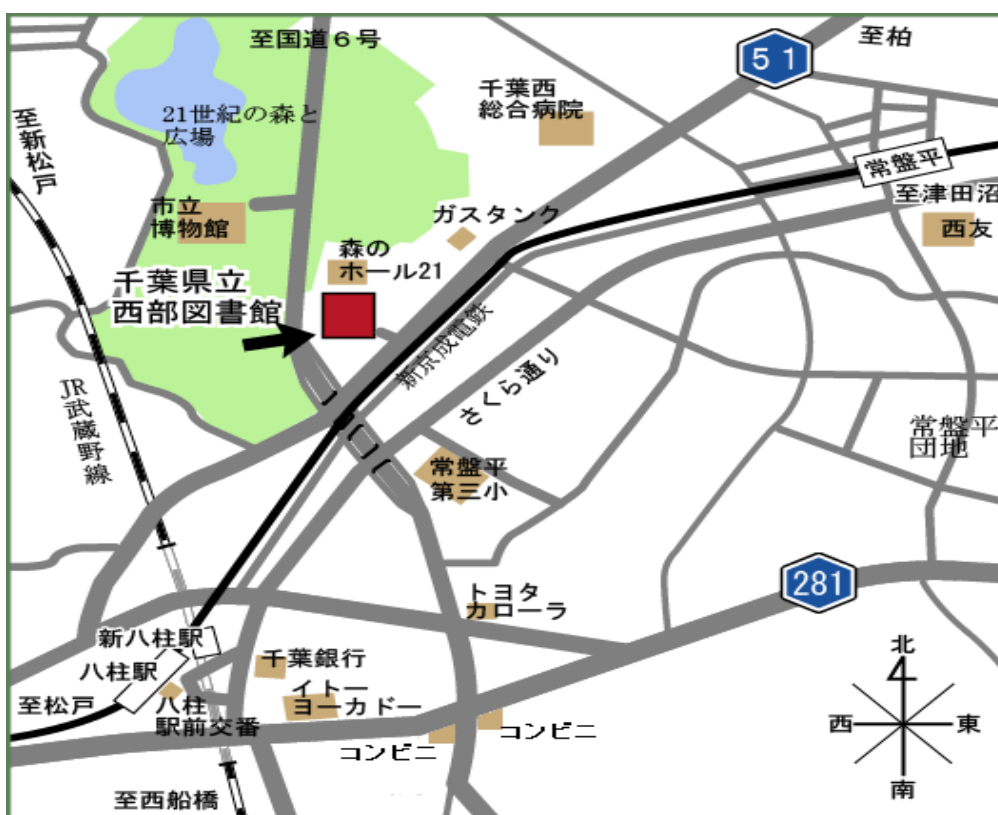 至国道6号
51
至柏
千葉西
総合病院
21世紀の森と
広場
至新松戸
常盤平
至津田沼
西友
市立
博物館
ガスタンク
森の
ホール21
千葉県立
西部図書館
新京成電鉄
さくら通り
JR武蔵野線
常盤平
団地
常盤平
第三小
281
トヨタ
カローラ
新八柱駅
八柱駅
千葉銀行
至松戸
八柱
駅前交番
イトー
ヨーカドー
コンビニ
コンビニ
至西船橋
北
西
東
南